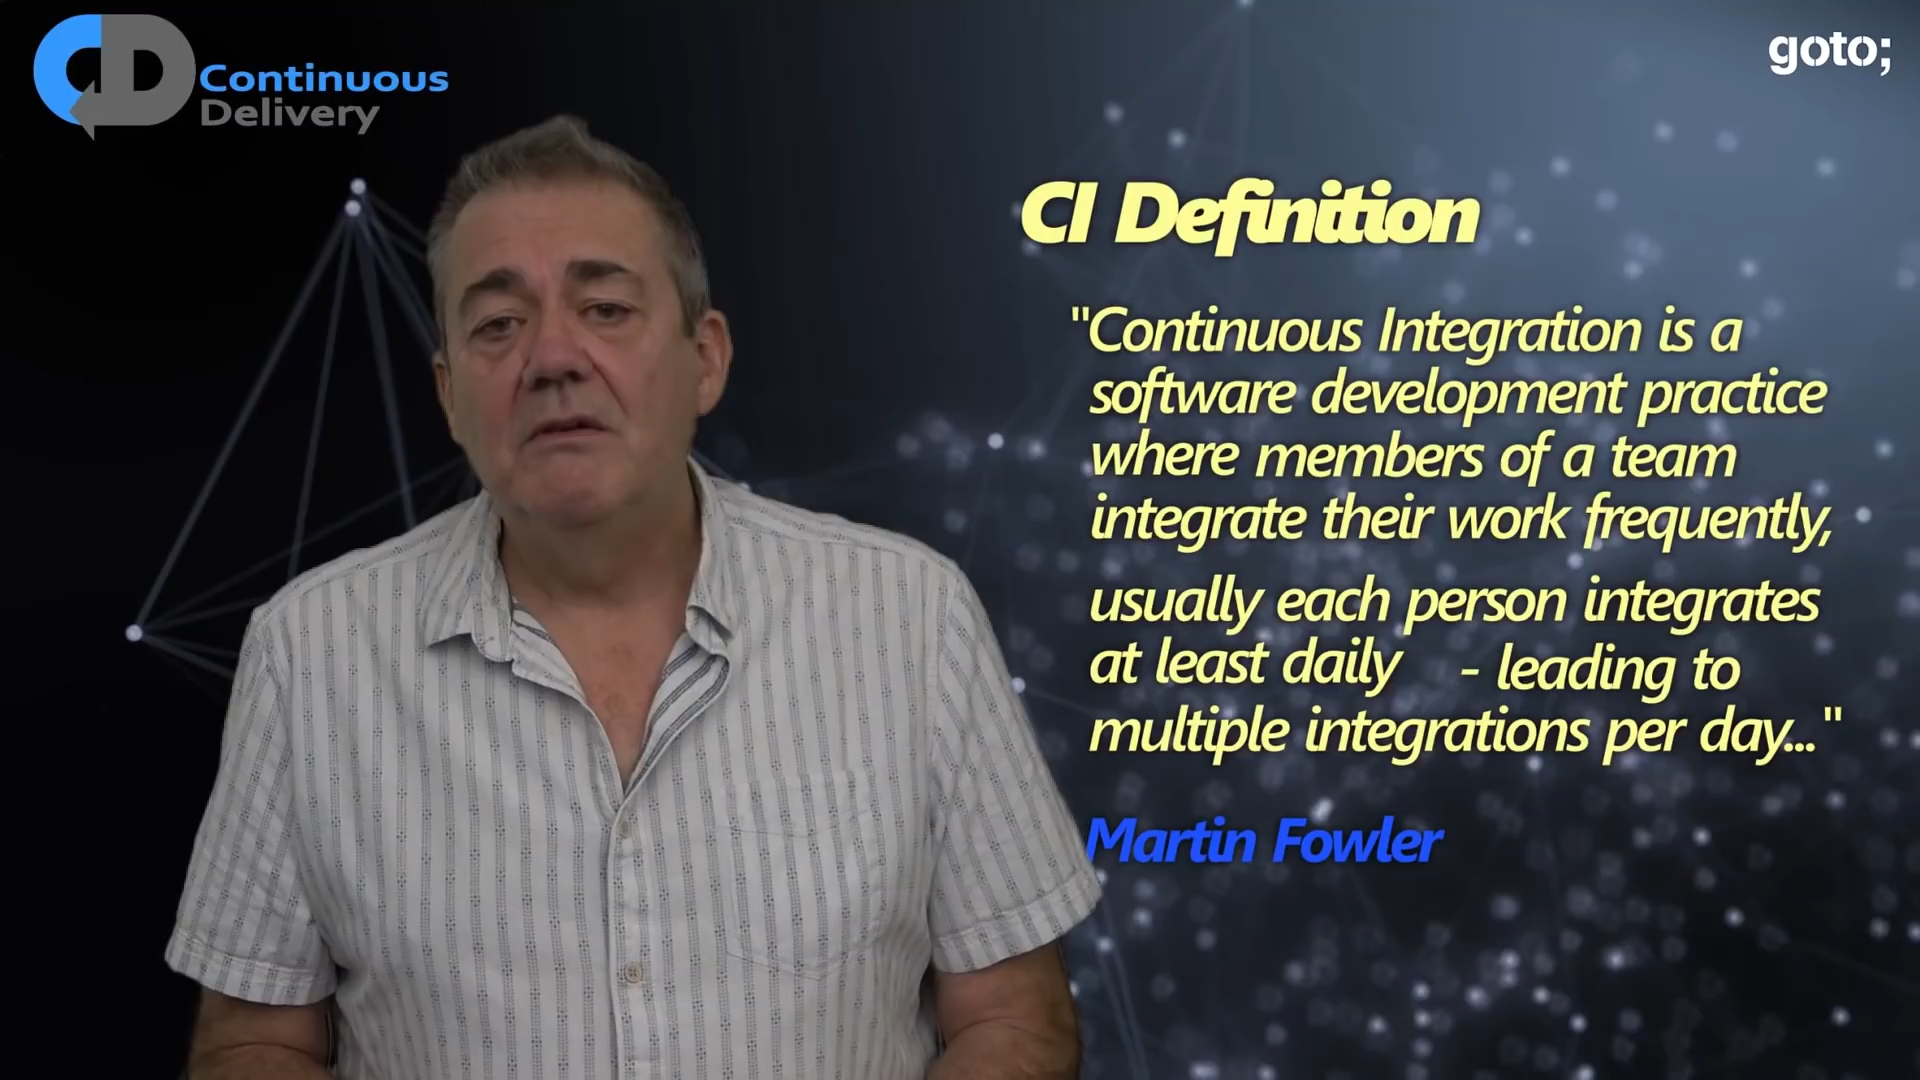 Continuous
Delivery
goto;
CI Definition
"Continuous Integration is a
software development practice
where members of a team
integrate their work frequently,
usually each person integrates
at least daily - leading to
multiple integrations per day... "
Martin Fowler